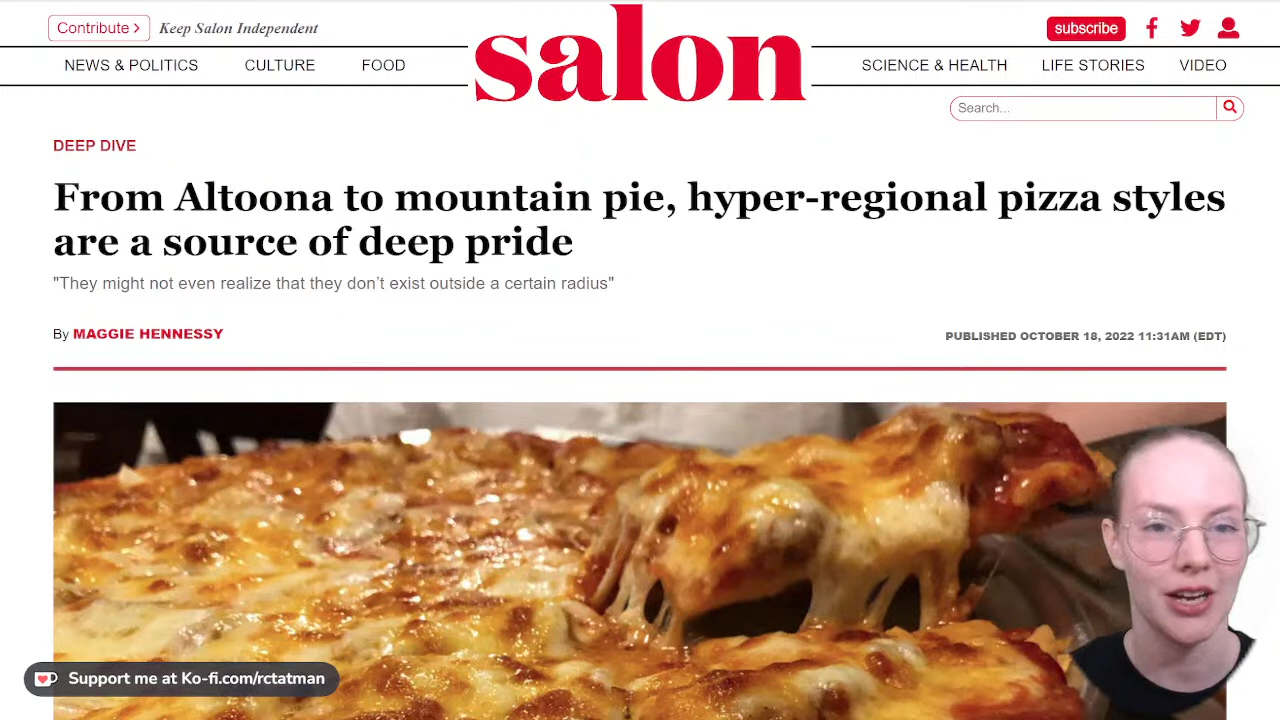 Contribute
Keep Salon Independent
salon
subscribe
NEWS & POLITICS
CULTURE
FOOD
SCIENCE & HEALTH
LIFE STORIES
VIDEO
Search...
DEEP DIVE
From Altoona to mountain pie, hyper-regional pizza styles
are a source of deep pride
"They might not even realize that they don’t exist outside a certain radius"
By MAGGIE HENNESSY
PUBLISHED OCTOBER 18, 2022 11:31AM (EDT)
Support me at Ko-fi.com/rctatman